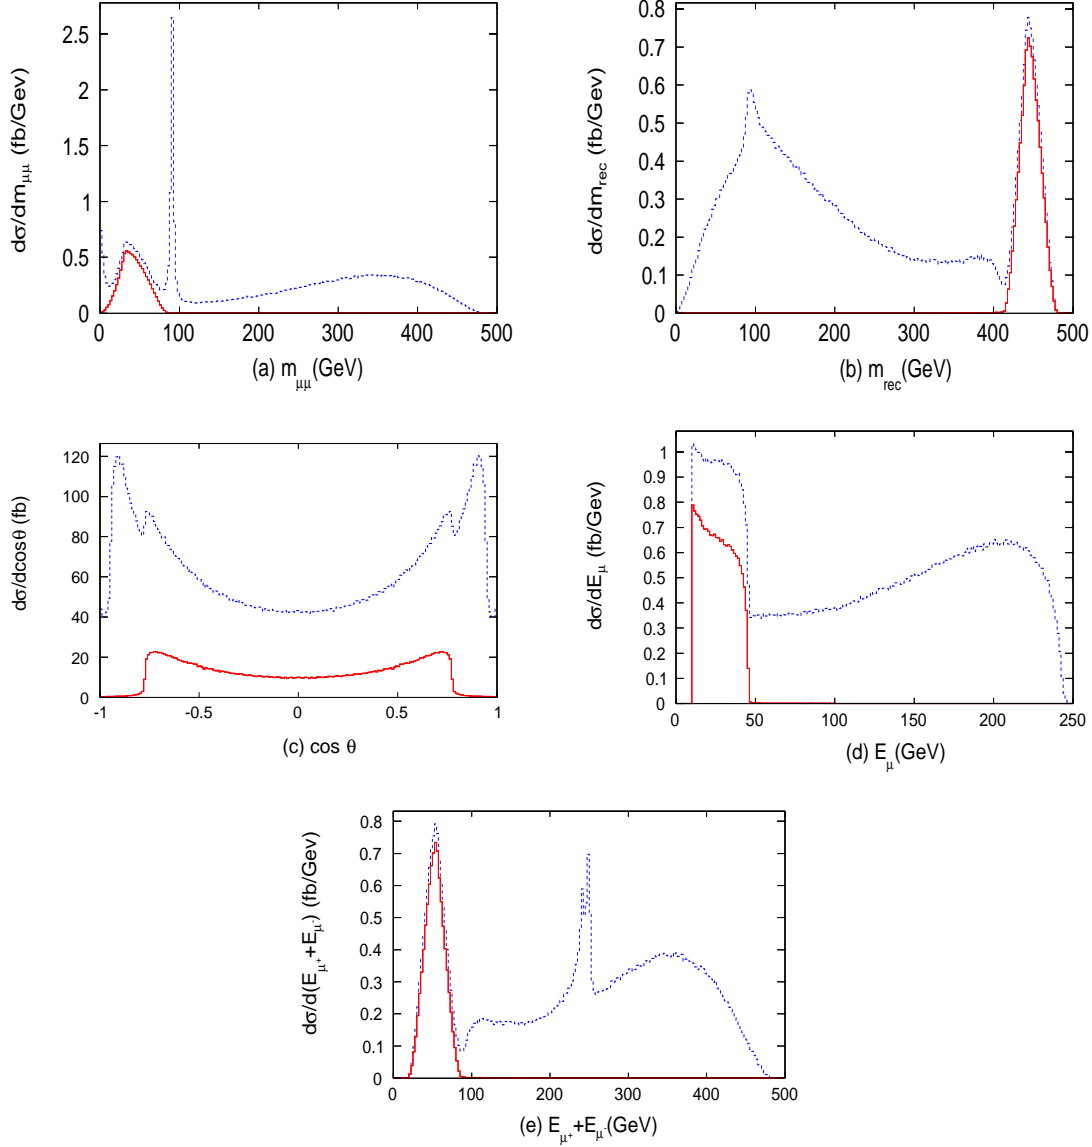 dσ/dm_μμ (fb/Gev)
2.5
2
1.5
1
0.5
0
0 100 200 300 400 500
(a) m_μμ(GeV)
dσ/dm_rec (fb/Gev)
0.8
0.7
0.6
0.5
0.4
0.3
0.2
0.1
0
0 100 200 300 400 500
(b) m_rec(GeV)
dσ/dcosθ (fb)
120
100
80
60
40
20
0
-1 -0.5 0 0.5 1
(c) cos θ
dσ/dE_μ (fb/Gev)
1
0.9
0.8
0.7
0.6
0.5
0.4
0.3
0.2
0.1
0
0 50 100 150 200 250
(d) E_μ(GeV)
dσ/d(E_μ⁺+E_μ⁻) (fb/Gev)
0.8
0.7
0.6
0.5
0.4
0.3
0.2
0.1
0
0 100 200 300 400 500
(e) E_μ⁺+E_μ⁻(GeV)